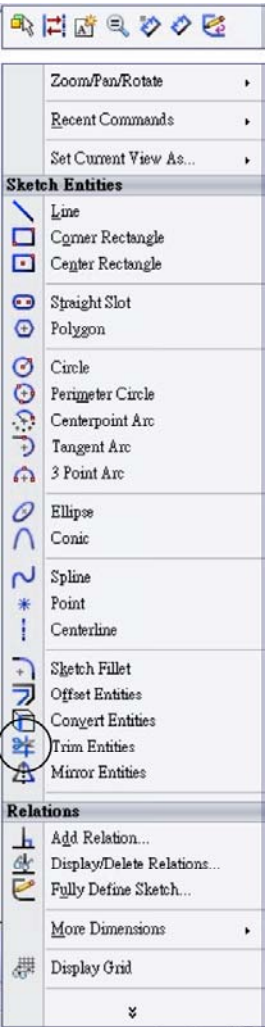 Zoom/Pan/Rotate
Recent Commands
Set Current View As...
Sketch Entities
Line
Corner Rectangle
Center Rectangle
Straight Slot
Polygon
Circle
Perimeter Circle
Centerpoint Arc
Tangent Arc
3 Point Arc
Ellipse
Conic
Spline
Point
Centerline
Sketch Fillet
Offset Entities
Convert Entities
Trim Entities
Mirror Entities
Relations
Add Relation...
Display/Delete Relations...
Fully Define Sketch...
More Dimensions
Display Grid